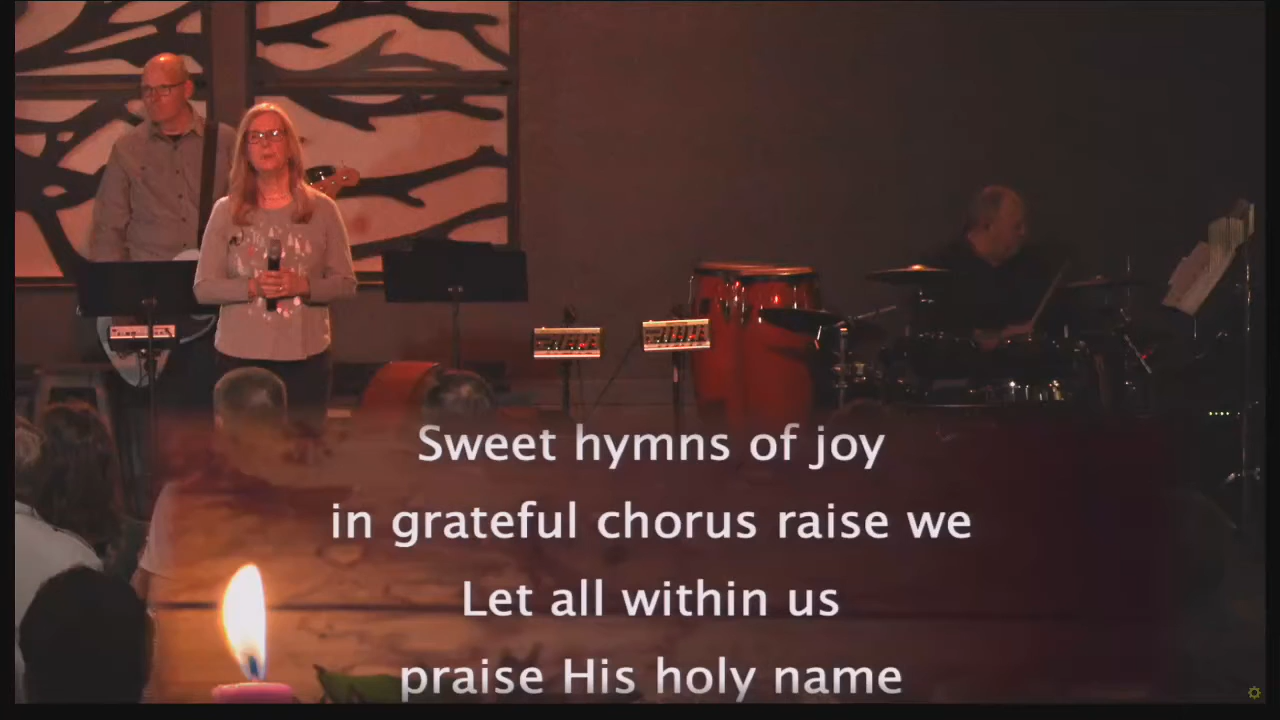 Sweet hymns of joy
in grateful chorus raise we
Let all within us
praise His holy name